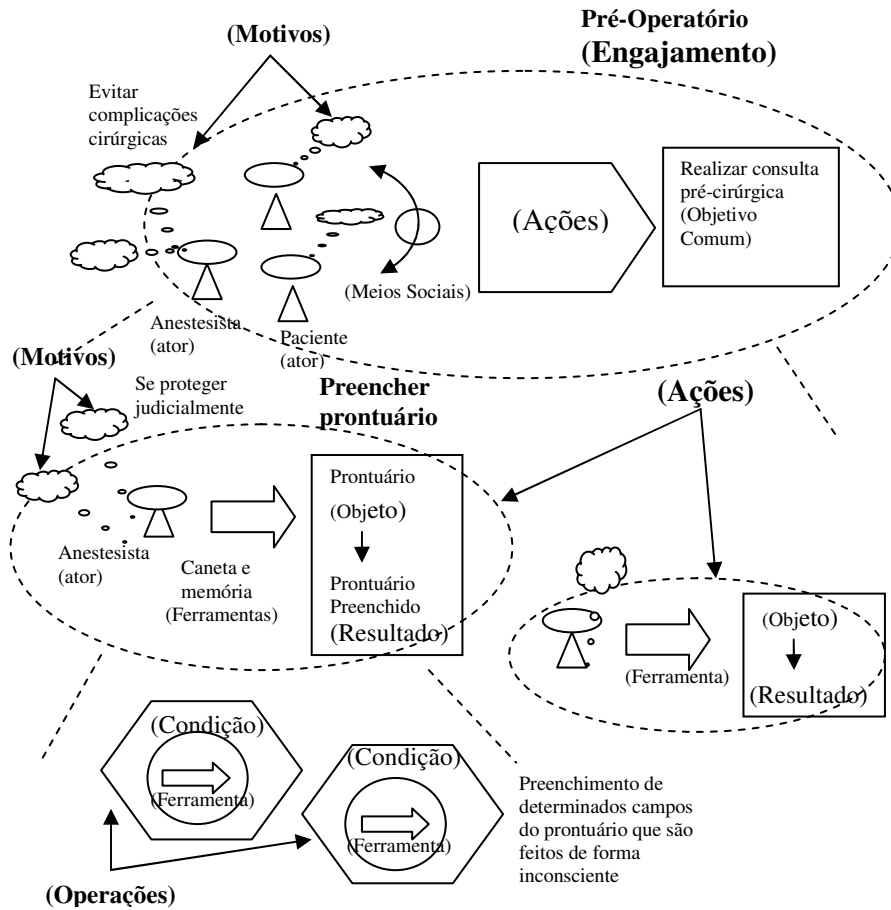 Pré-Operatório
(Motivos)
(Engajamento)
Evitar
complicações
cirúrgicas
Realizar consulta
pré-cirúrgica
(Objetivo
Comum)
(Ações)
(Meios Sociais)
Anestesista
(ator)
Paciente
(ator)
(Motivos)
Se proteger
judicialmente
Preencher
prontuário
(Ações)
Prontuário
(Objeto)
Prontuário
Preenchido
(Resultado)
Anestesista
(ator)
Caneta e
memória
(Ferramentas)
(Objeto)
(Ferramenta)
(Resultado)
(Condição)
(Ferramenta)
(Condição)
(Ferramenta)
Preenchimento de
determinados campos
do prontuário que são
feitos de forma
inconsciente
(Operações)